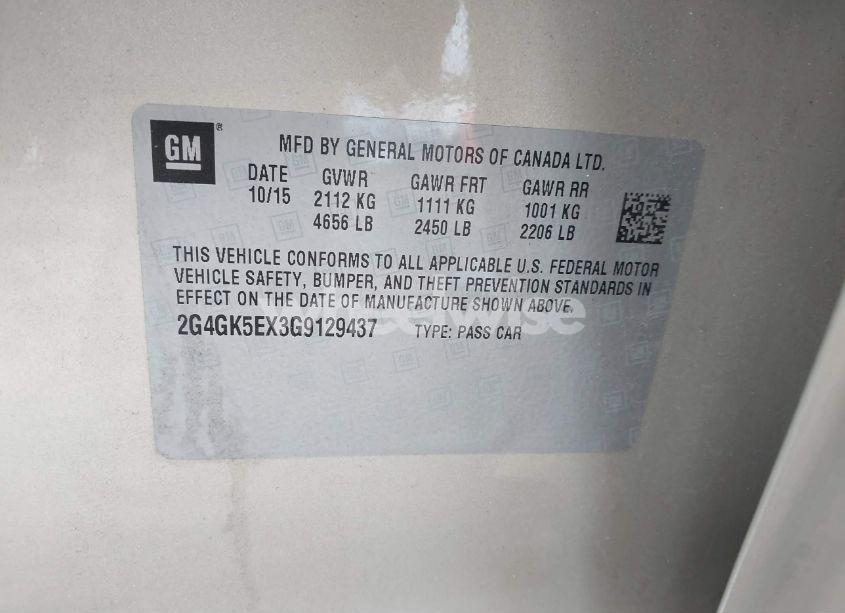 GM ®
MFD BY GENERAL MOTORS OF CANADA LTD.
DATE GVWR GAWR FRT GAWR RR
10/15 2112 KG 1111 KG 1001 KG
4656 LB 2450 LB 2206 LB
THIS VEHICLE CONFORMS TO ALL APPLICABLE U.S. FEDERAL MOTOR
VEHICLE SAFETY, BUMPER, AND THEFT PREVENTION STANDARDS IN
EFFECT ON THE DATE OF MANUFACTURE SHOWN ABOVE.
2G4GK5EX3G9129437 TYPE: PASS CAR